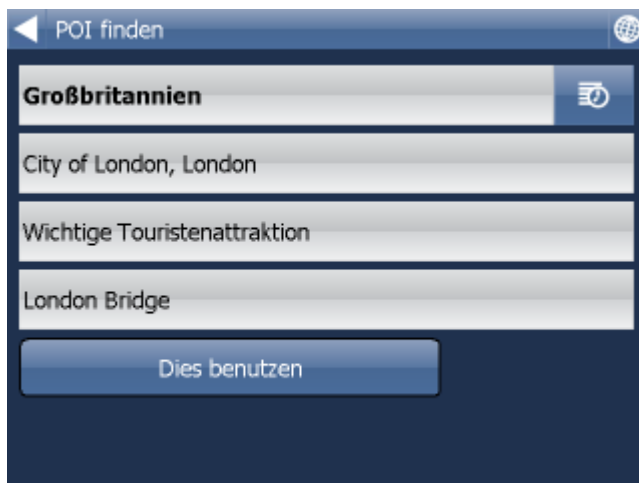 POI finden
Großbritannien
City of London, London
Wichtige Touristenattraktion
London Bridge
Dies benutzen